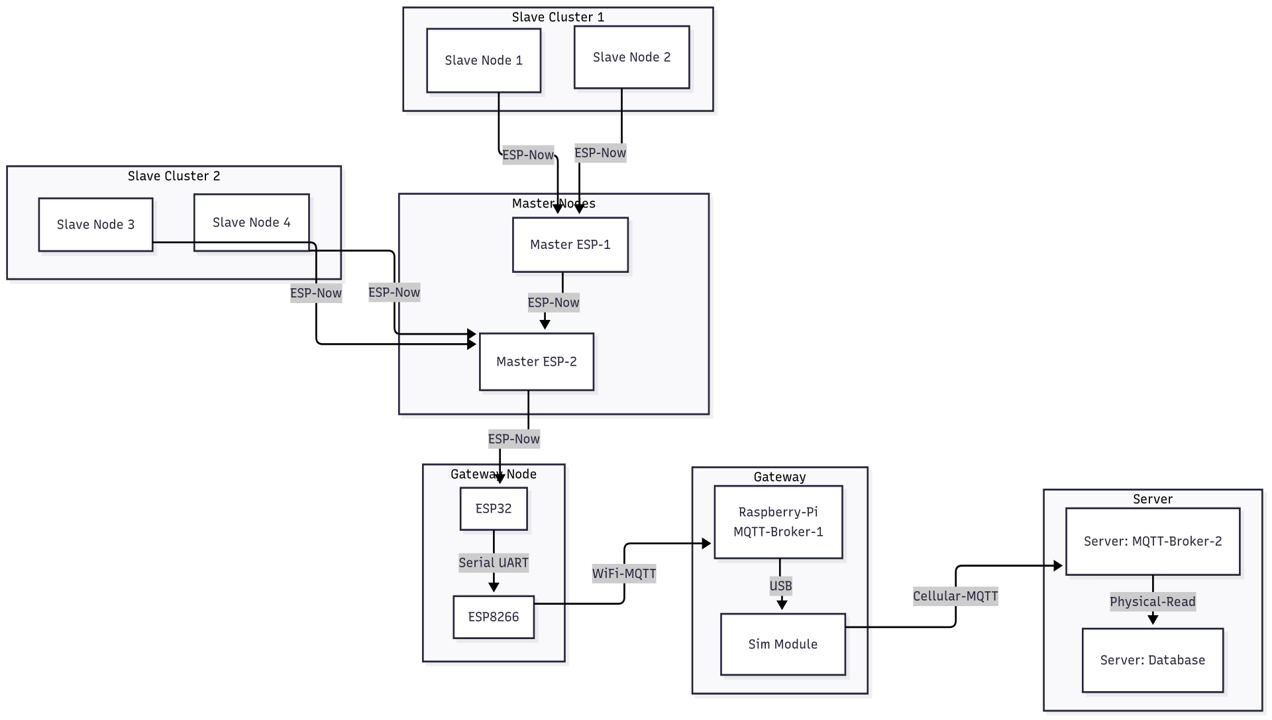 Slave Cluster 1
Slave Node 1
Slave Node 2
ESP-Now
ESP-Now
Slave Cluster 2
Slave Node 3
Slave Node 4
ESP-Now
ESP-Now
Master Nodes
Master ESP-1
ESP-Now
Master ESP-2
ESP-Now
Gateway Node
ESP32
Serial UART
ESP8266
WiFi-MQTT
Gateway
Raspberry-Pi
MQTT-Broker-1
USB
Sim Module
Cellular-MQTT
Server
Server: MQTT-Broker-2
Physical-Read
Server: Database